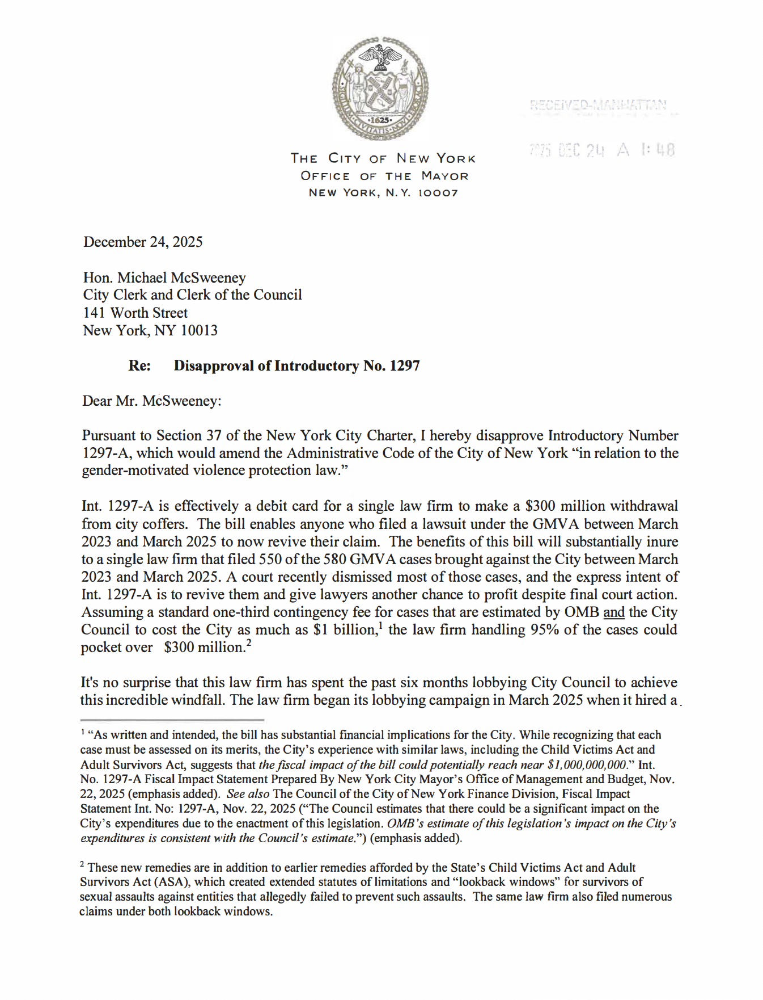 SIGILLUM CIVITATIS NOVI EBORACI
·1625·
RECEIVED-MANHATTAN
2025 DEC 24 A 1:48
THE CITY OF NEW YORK
OFFICE OF THE MAYOR
NEW YORK, N.Y. 10007
December 24, 2025
Hon. Michael McSweeney
City Clerk and Clerk of the Council
141 Worth Street
New York, NY 10013
Re: Disapproval of Introductory No. 1297
Dear Mr. McSweeney:
Pursuant to Section 37 of the New York City Charter, I hereby disapprove Introductory Number
1297-A, which would amend the Administrative Code of the City of New York “in relation to the
gender-motivated violence protection law.”
Int. 1297-A is effectively a debit card for a single law firm to make a $300 million withdrawal
from city coffers. The bill enables anyone who filed a lawsuit under the GMVA between March
2023 and March 2025 to now revive their claim. The benefits of this bill will substantially inure
to a single law firm that filed 550 of the 580 GMVA cases brought against the City between March
2023 and March 2025. A court recently dismissed most of those cases, and the express intent of
Int. 1297-A is to revive them and give lawyers another chance to profit despite final court action.
Assuming a standard one-third contingency fee for cases that are estimated by OMB and the City
Council to cost the City as much as $1 billion,1 the law firm handling 95% of the cases could
pocket over $300 million.2
It's no surprise that this law firm has spent the past six months lobbying City Council to achieve
this incredible windfall. The law firm began its lobbying campaign in March 2025 when it hired a
1 “As written and intended, the bill has substantial financial implications for the City. While recognizing that each
case must be assessed on its merits, the City’s experience with similar laws, including the Child Victims Act and
Adult Survivors Act, suggests that the fiscal impact of the bill could potentially reach near $1,000,000,000.” Int.
No. 1297-A Fiscal Impact Statement Prepared By New York City Mayor’s Office of Management and Budget, Nov.
22, 2025 (emphasis added). See also The Council of the City of New York Finance Division, Fiscal Impact
Statement Int. No: 1297-A, Nov. 22, 2025 (“The Council estimates that there could be a significant impact on the
City’s expenditures due to the enactment of this legislation. OMB’s estimate of this legislation’s impact on the City’s
expenditures is consistent with the Council’s estimate.”) (emphasis added).
2 These new remedies are in addition to earlier remedies afforded by the State’s Child Victims Act and Adult
Survivors Act (ASA), which created extended statutes of limitations and “lookback windows” for survivors of
sexual assaults against entities that allegedly failed to prevent such assaults. The same law firm also filed numerous
claims under both lookback windows.